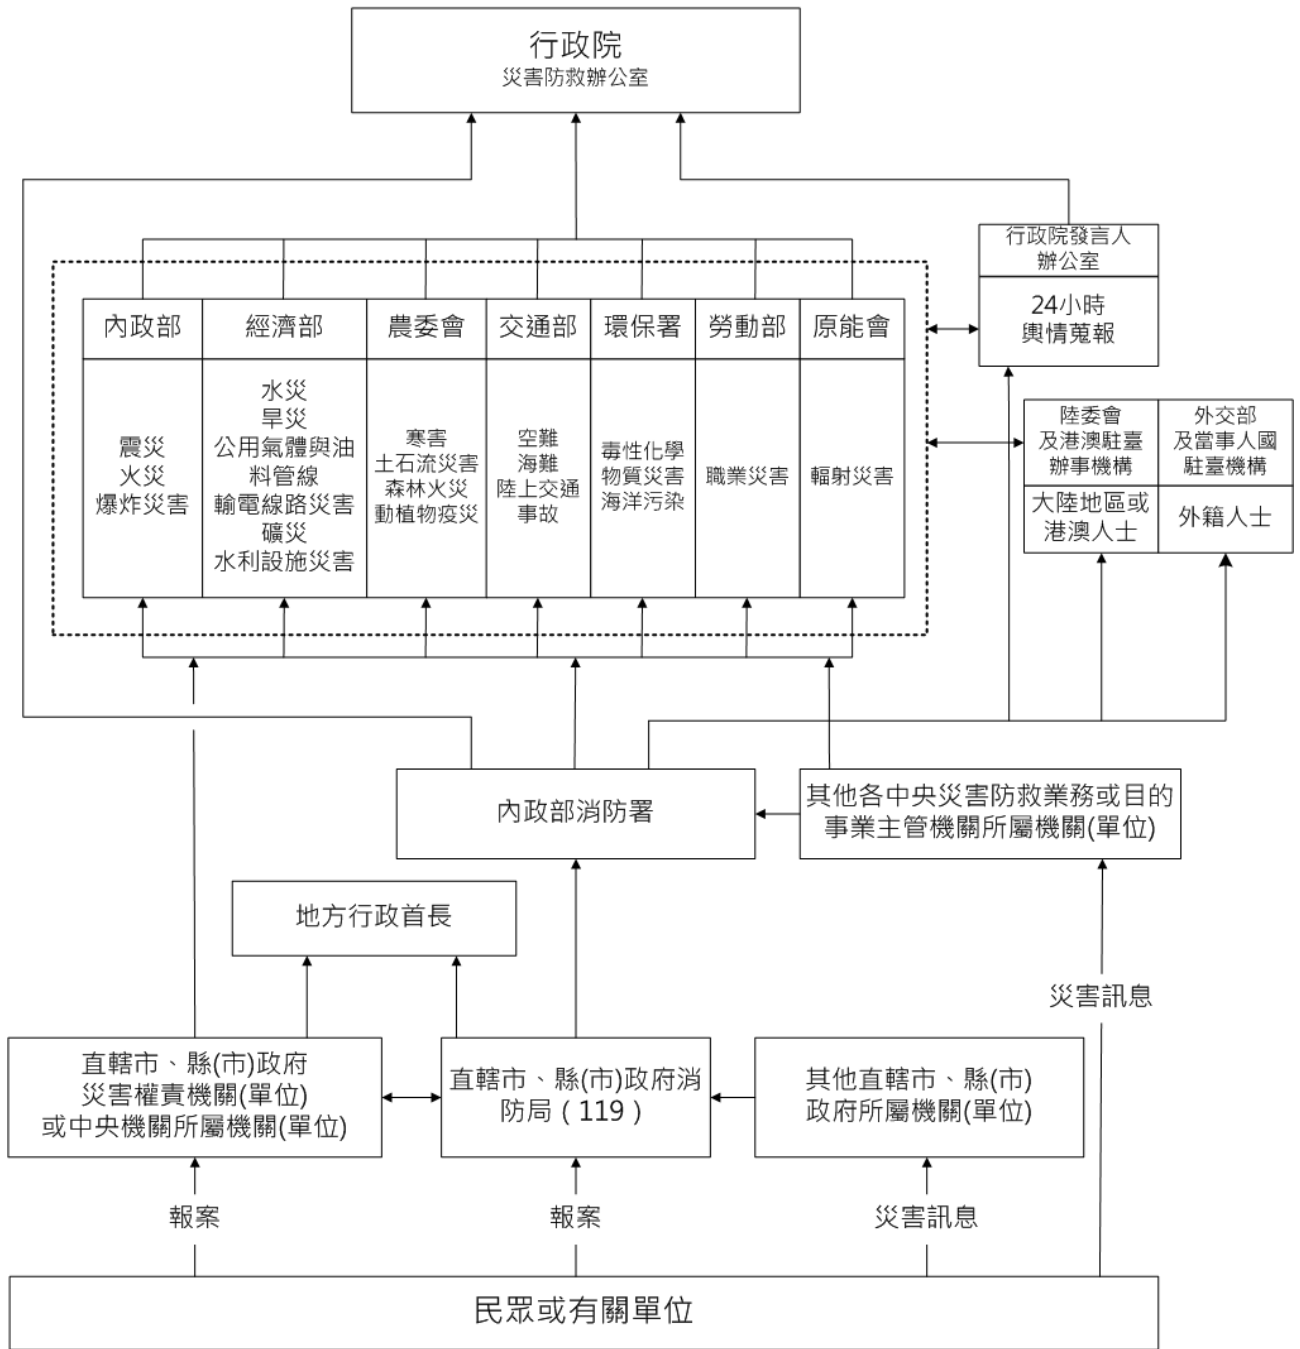 行政院
災害防救辦公室
行政院發言人
辦公室
24小時
輿情蒐報
內政部
經濟部
農委會
交通部
環保署
勞動部
原能會
震災
火災
爆炸災害
水災
旱災
公用氣體與油
料管線
輸電線路災害
礦災
水利設施災害
寒害
土石流災害
森林火災
動植物疫災
空難
海難
陸上交通
事故
毒性化學
物質災害
海洋污染
職業災害
輻射災害
陸委會
及港澳駐臺
辦事機構
大陸地區或
港澳人士
外交部
及當事人國
駐臺機構
外籍人士
內政部消防署
其他各中央災害防救業務或目的
事業主管機關所屬機關(單位)
地方行政首長
災害訊息
直轄市、縣(市)政府
災害權責機關(單位)
或中央機關所屬機關(單位)
直轄市、縣(市)政府消
防局（119）
其他直轄市、縣(市)
政府所屬機關(單位)
報案
報案
災害訊息
民眾或有關單位